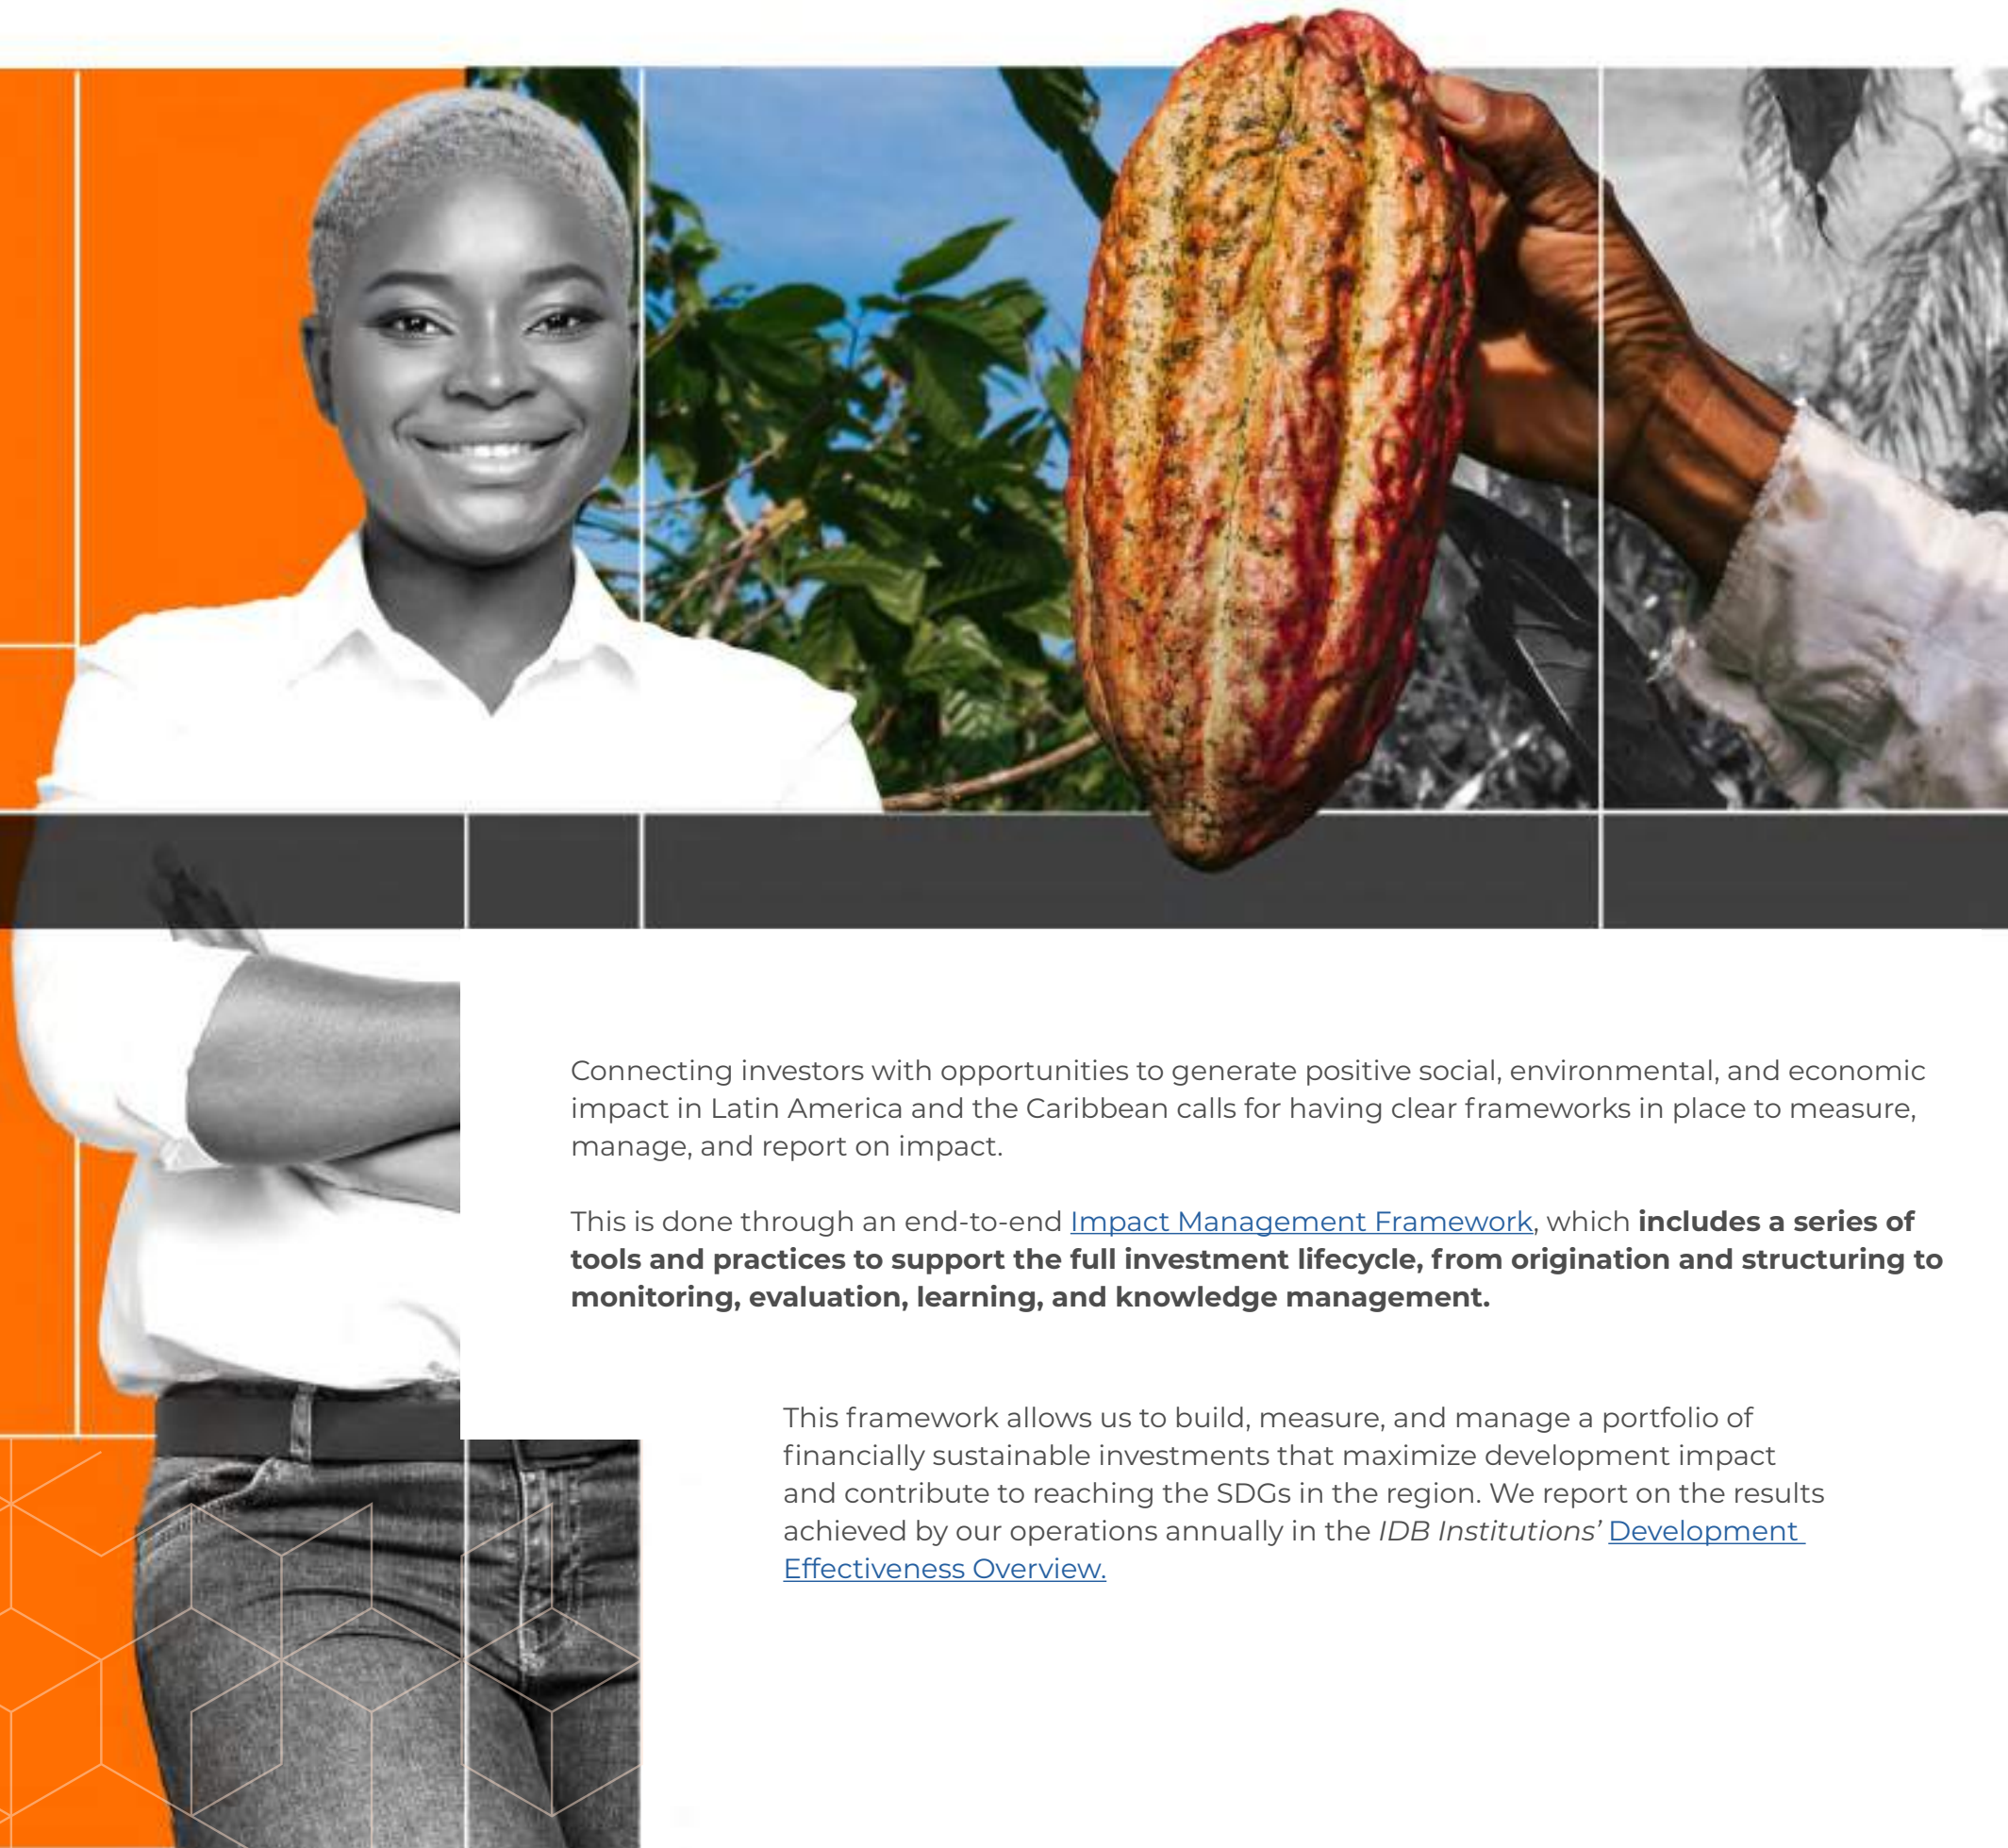 Connecting investors with opportunities to generate positive social, environmental, and economic
impact in Latin America and the Caribbean calls for having clear frameworks in place to measure,
manage, and report on impact.
This is done through an end-to-end Impact Management Framework, which includes a series of
tools and practices to support the full investment lifecycle, from origination and structuring to
monitoring, evaluation, learning, and knowledge management.
This framework allows us to build, measure, and manage a portfolio of
financially sustainable investments that maximize development impact
and contribute to reaching the SDGs in the region. We report on the results
achieved by our operations annually in the IDB Institutions’ Development
Effectiveness Overview.